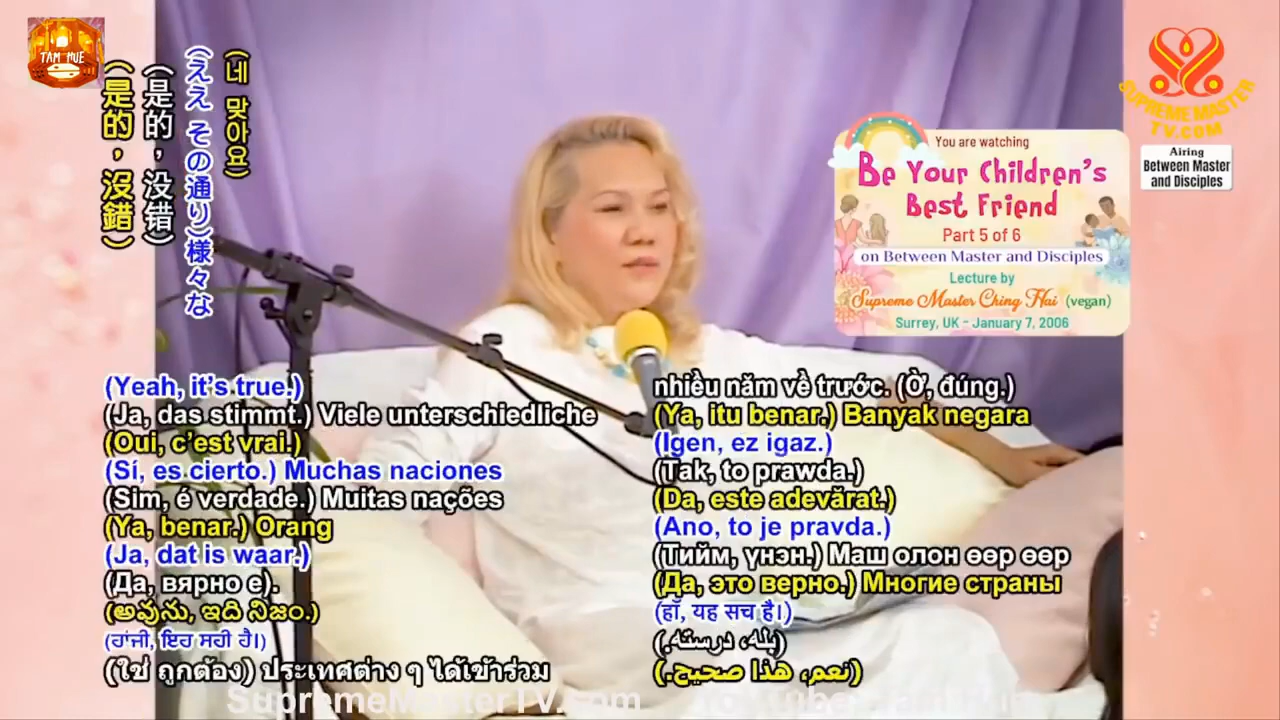 TAM HUE
(네 맞아요)
(ええ その通り)様々な
(是的，没错)
(是的，沒錯)
SUPREME MASTER
TV.COM
Airing
Between Master
and Disciples
You are watching
Be Your Children's
Best Friend
Part 5 of 6
on Between Master and Disciples
Lecture by
Supreme Master Ching Hai (vegan)
Surrey, UK - January 7, 2006
(Yeah, it's true.)
(Ja, das stimmt.) Viele unterschiedliche
(Oui, c'est vrai.)
(Sí, es cierto.) Muchas naciones
(Sim, é verdade.) Muitas nações
(Ya, benar.) Orang
(Ja, dat is waar.)
(Да, вярно е).
(అవును, ఇది నిజం.)
(ਹਾਂਜੀ, ਇਹ ਸਹੀ ਹੈ।)
(ใช่ ถูกต้อง) ประเทศต่าง ๆ ได้เข้าร่วม
nhiều năm về trước. (Ờ, đúng.)
(Ya, itu benar.) Banyak negara
(Igen, ez igaz.)
(Tak, to prawda.)
(Da, este adevărat.)
(Ano, to je pravda.)
(Тийм, үнэн.) Маш олон өөр өөр
(Да, это верно.) Многие страны
(हाँ, यह सच है।)
(بله، درسته.)
(نعم، هذا صحيح.)
SupremeMasterTV.com